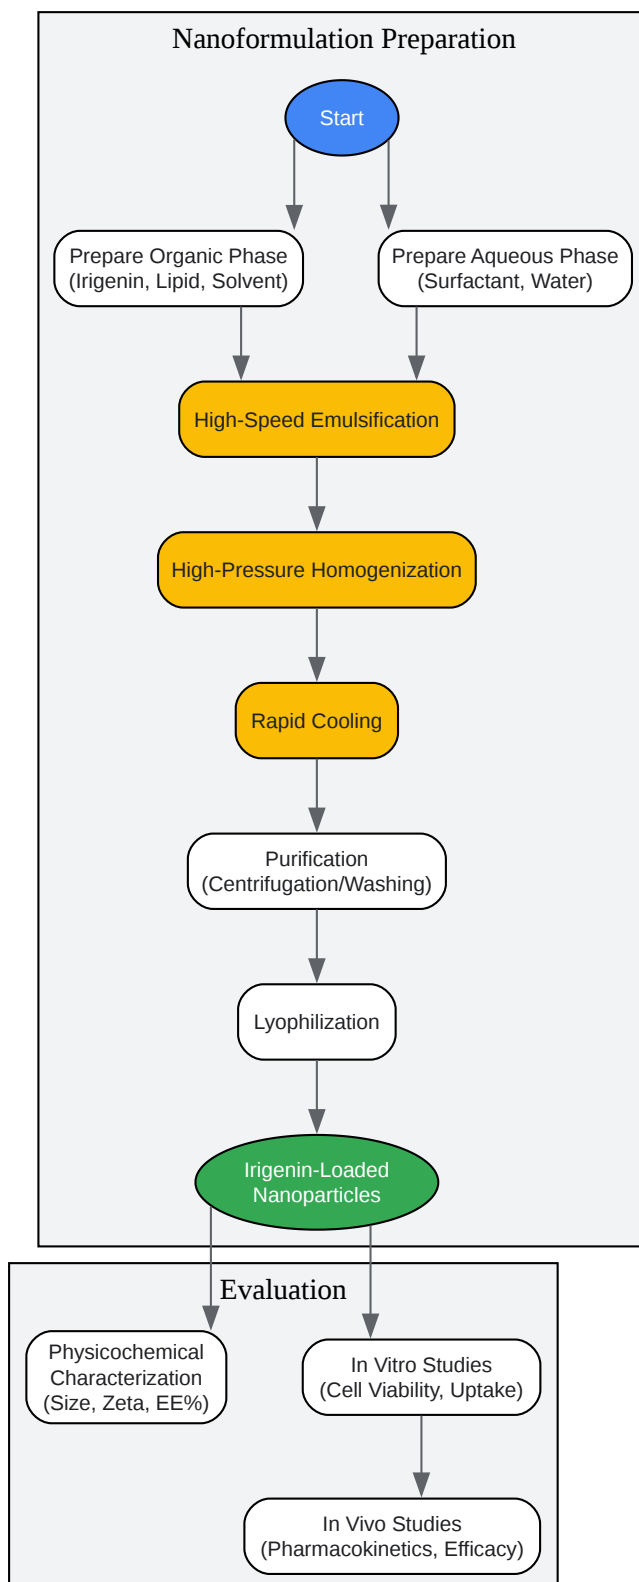 Nanoformulation Preparation
Start
Prepare Organic Phase
(Irigenin, Lipid, Solvent)
Prepare Aqueous Phase
(Surfactant, Water)
High-Speed Emulsification
High-Pressure Homogenization
Rapid Cooling
Purification
(Centrifugation/Washing)
Lyophilization
Irigenin-Loaded
Nanoparticles
Evaluation
Physicochemical
Characterization
(Size, Zeta, EE%)
In Vitro Studies
(Cell Viability, Uptake)
In Vivo Studies
(Pharmacokinetics, Efficacy)